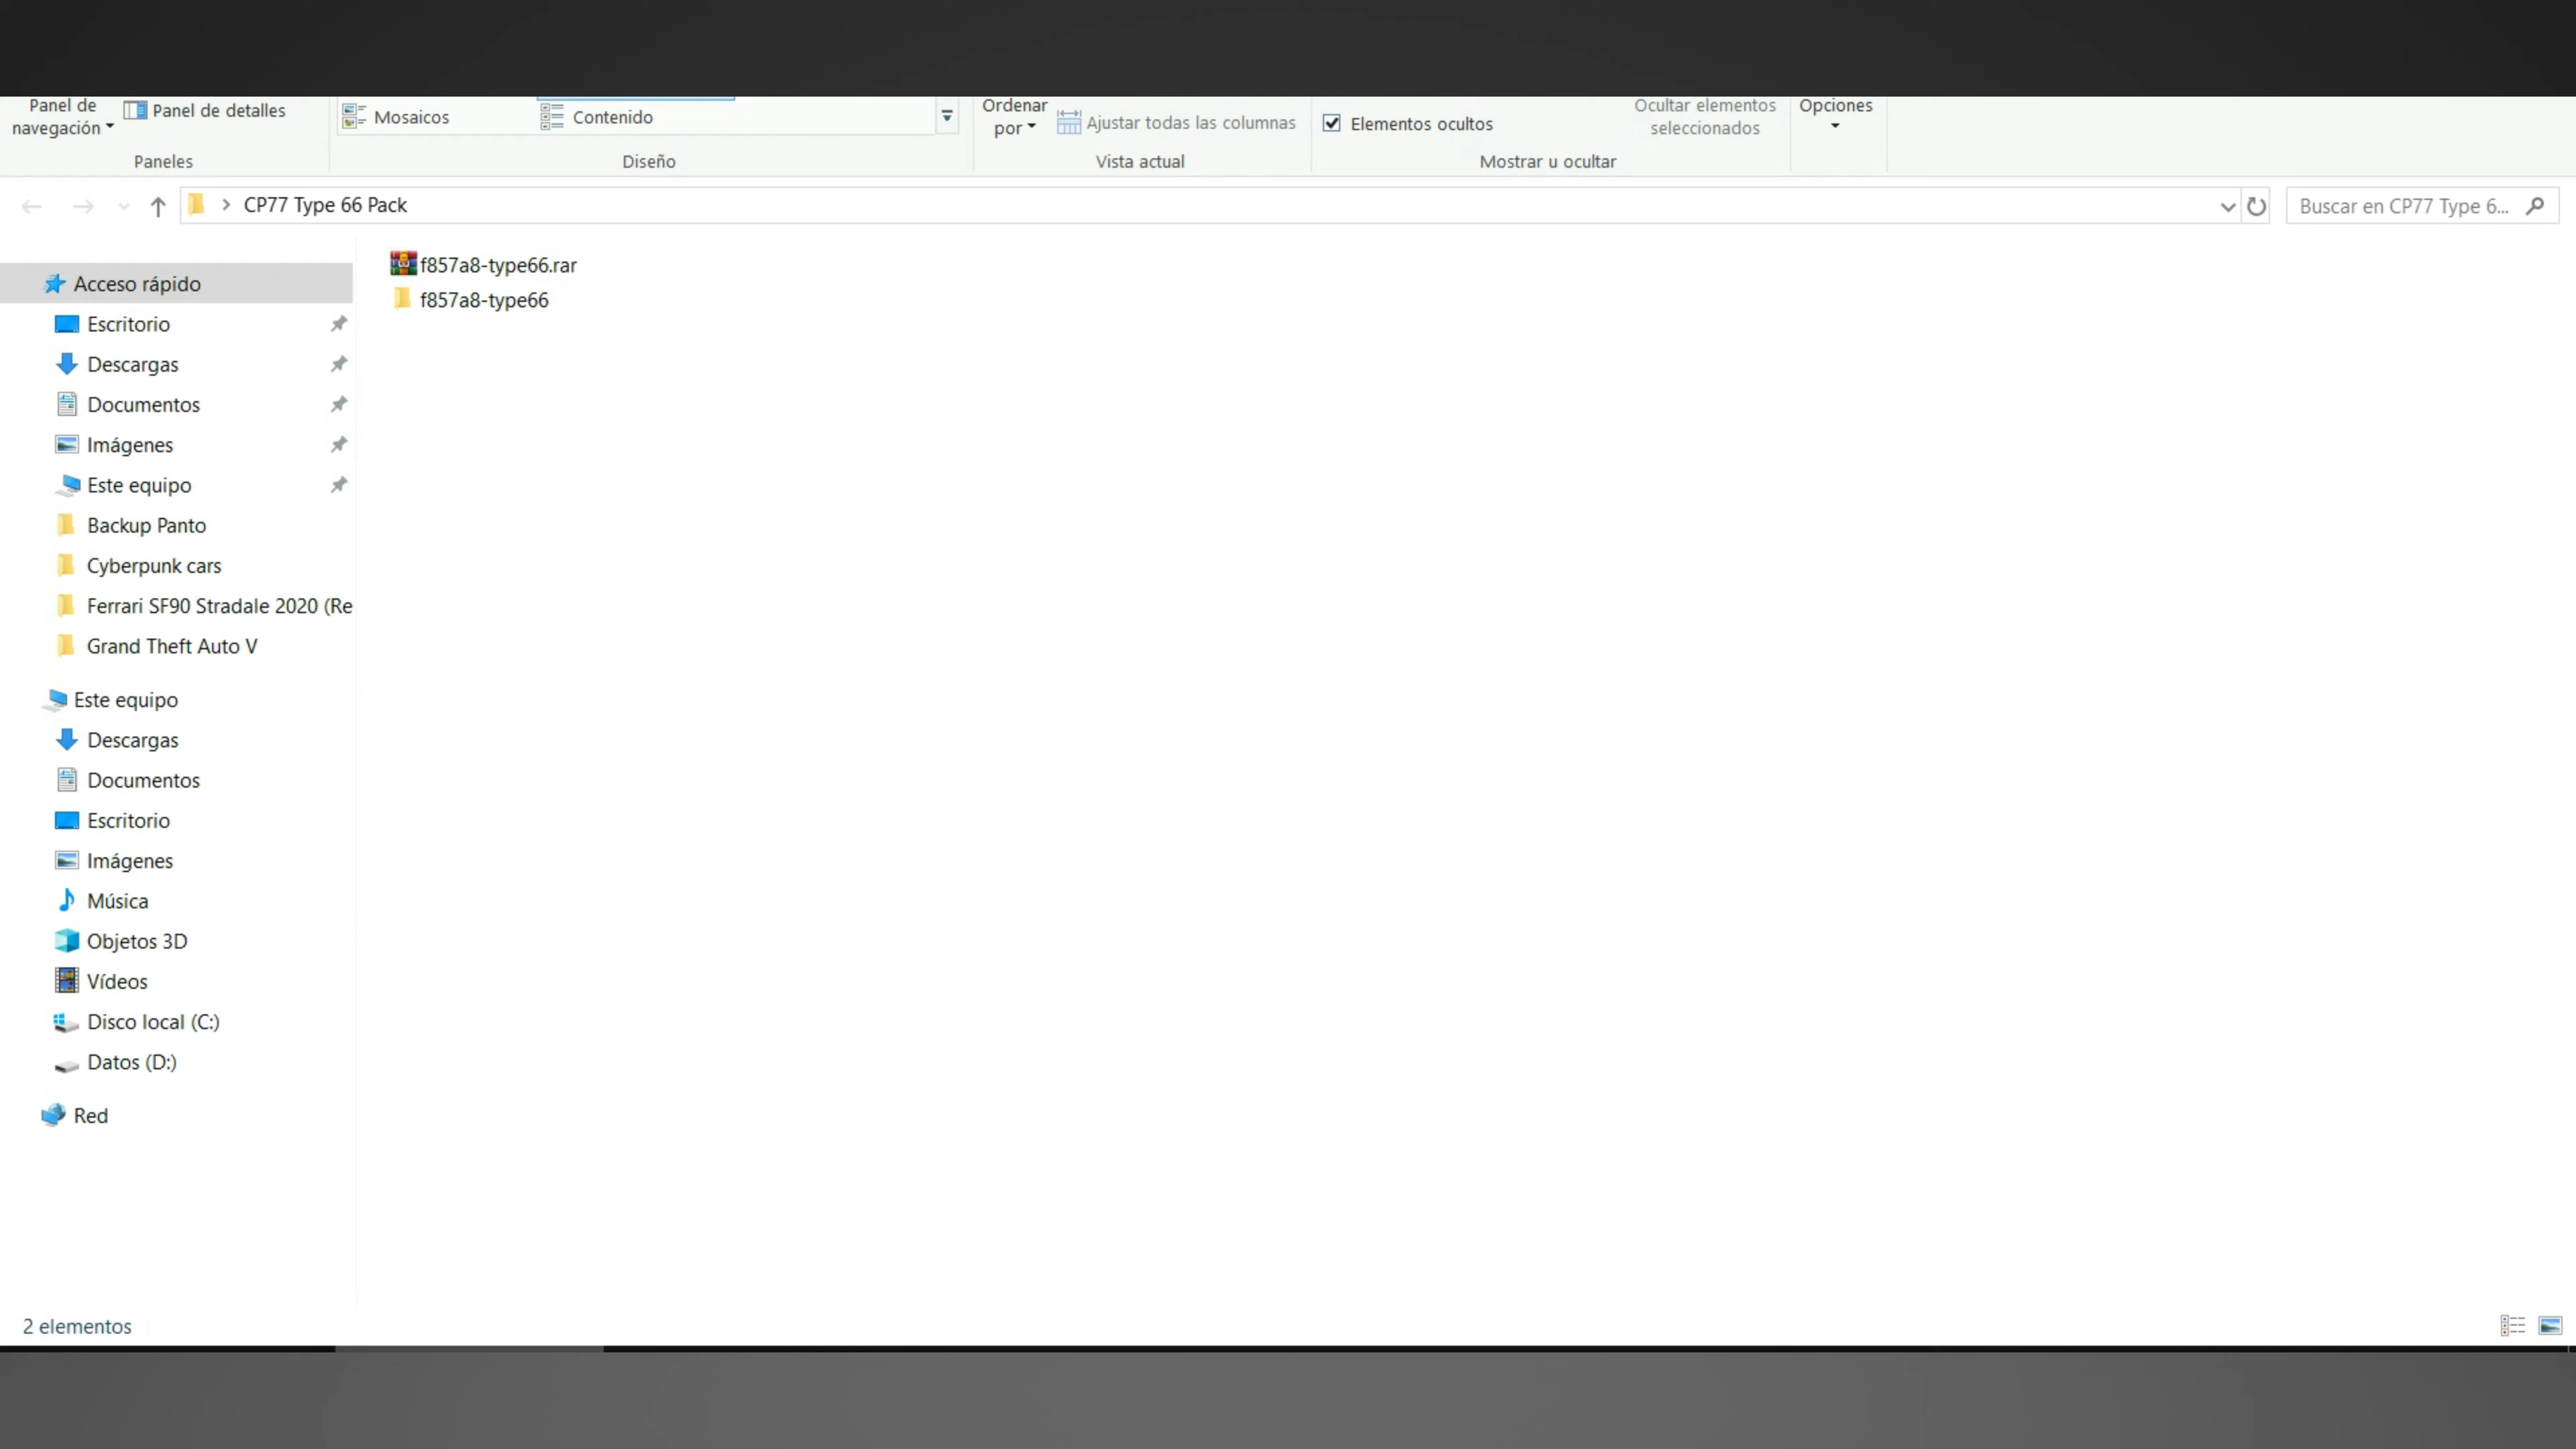 Panel de
navegación
Panel de detalles
Mosaicos
Contenido
Ordenar
por
Ajustar todas las columnas
Elementos ocultos
Ocultar elementos
seleccionados
Opciones
Paneles
Diseño
Vista actual
Mostrar u ocultar
CP77 Type 66 Pack
Buscar en CP77 Type 6...
Acceso rápido
Escritorio
Descargas
Documentos
Imágenes
Este equipo
Backup Panto
Cyberpunk cars
Ferrari SF90 Stradale 2020 (Re
Grand Theft Auto V
Este equipo
Descargas
Documentos
Escritorio
Imágenes
Música
Objetos 3D
Vídeos
Disco local (C:)
Datos (D:)
Red
f857a8-type66.rar
f857a8-type66
2 elementos